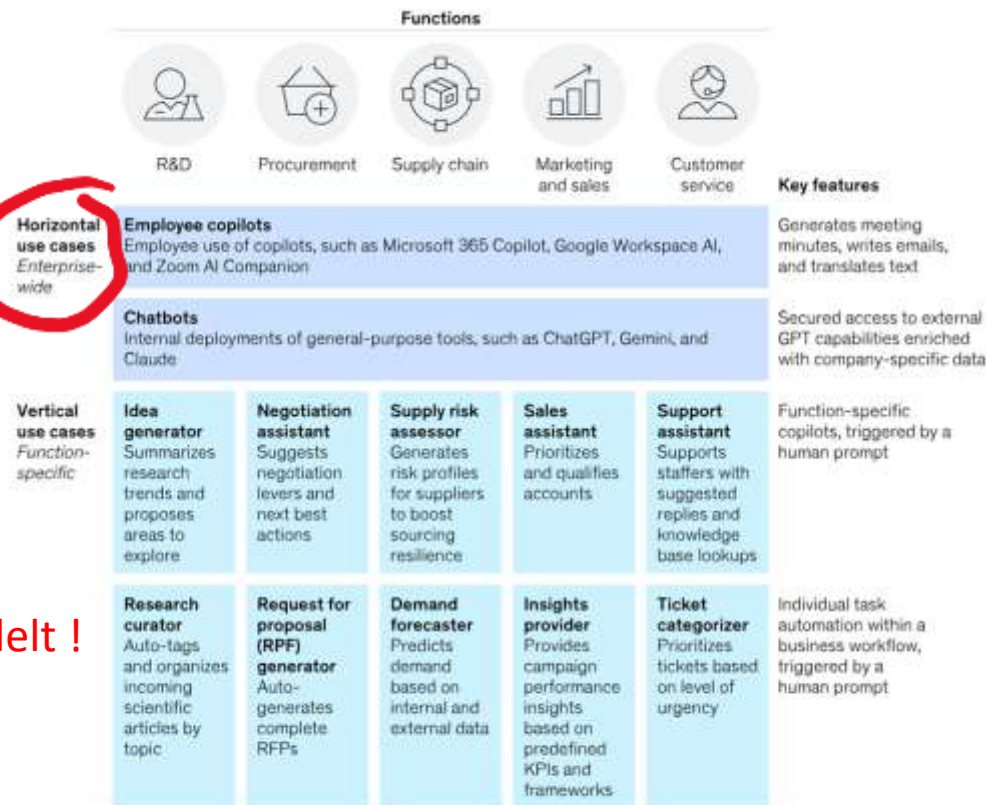 Functions
R&D
Procurement
Supply chain
Marketing
and sales
Customer
service
Key features
Horizontal
use cases
Enterprise-
wide
Employee copilots
Employee use of copilots, such as Microsoft 365 Copilot, Google Workspace AI,
and Zoom AI Companion
Generates meeting
minutes, writes emails,
and translates text
Chatbots
Internal deployments of general-purpose tools, such as ChatGPT, Gemini, and
Claude
Secured access to external
GPT capabilities enriched
with company-specific data
Vertical
use cases
Function-
specific
Idea
generator
Summarizes
research
trends and
proposes
areas to
explore
Negotiation
assistant
Suggests
negotiation
levers and
next best
actions
Supply risk
assessor
Generates
risk profiles
for suppliers
to boost
sourcing
resilience
Sales
assistant
Prioritizes
and qualifies
accounts
Support
assistant
Supports
staffers with
suggested
replies and
knowledge
base lookups
Function-specific
copilots, triggered by a
human prompt
delt !
Research
curator
Auto-tags
and organizes
incoming
scientific
articles by
topic
Request for
proposal
(RPF)
generator
Auto-
generates
complete
RFPs
Demand
forecaster
Predicts
demand
based on
internal and
external data
Insights
provider
Provides
campaign
performance
insights
based on
predefined
KPIs and
frameworks
Ticket
categorizer
Prioritizes
tickets based
on level of
urgency
Individual task
automation within a
business workflow,
triggered by a
human prompt